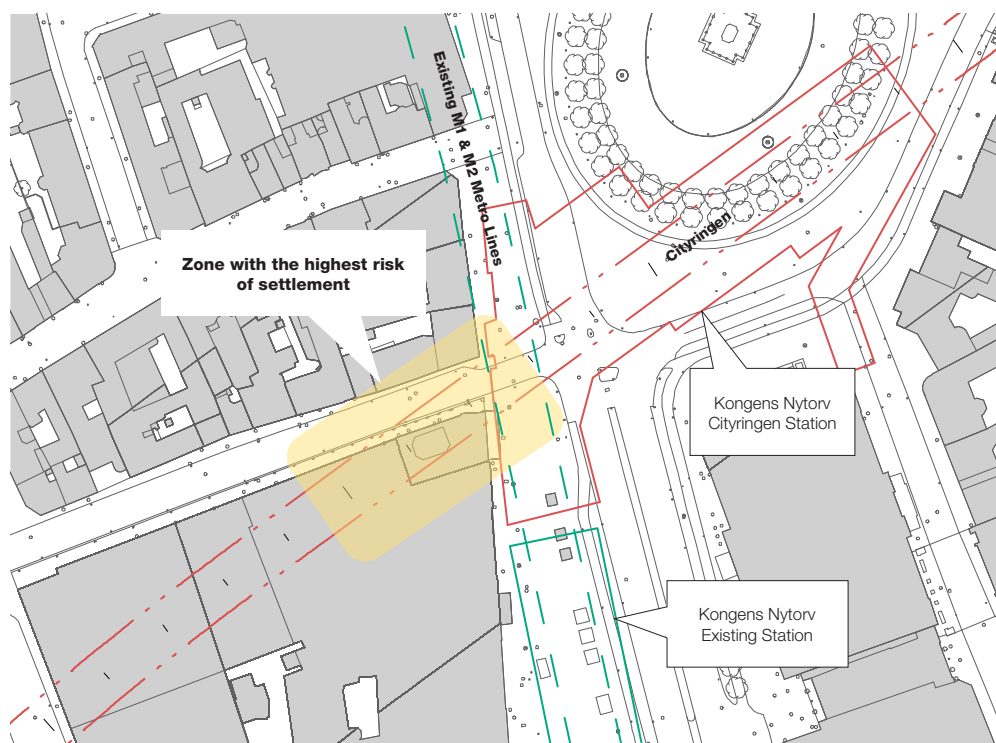 Existing M1 & M2 Metro Lines
Zone with the highest risk
of settlement
Cityringen
Kongens Nytorv
Cityringen Station
Kongens Nytorv
Existing Station